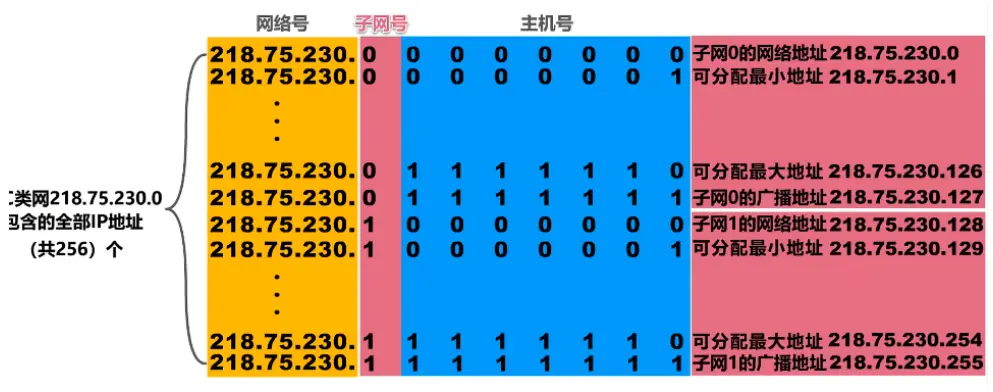 网络号 子网号 主机号
218.75.230. 0 0 0 0 0 0 0 0 子网0的网络地址 218.75.230.0
218.75.230. 0 0 0 0 0 0 0 1 可分配最小地址 218.75.230.1
218.75.230. 0 1 1 1 1 1 1 0 可分配最大地址 218.75.230.126
218.75.230. 0 1 1 1 1 1 1 1 子网0的广播地址 218.75.230.127
类网218.75.230.0
包含的全部IP地址
(共256)个
218.75.230. 1 0 0 0 0 0 0 0 子网1的网络地址 218.75.230.128
218.75.230. 1 0 0 0 0 0 0 1 可分配最小地址 218.75.230.129
218.75.230. 1 1 1 1 1 1 1 0 可分配最大地址 218.75.230.254
218.75.230. 1 1 1 1 1 1 1 1 子网1的广播地址 218.75.230.255